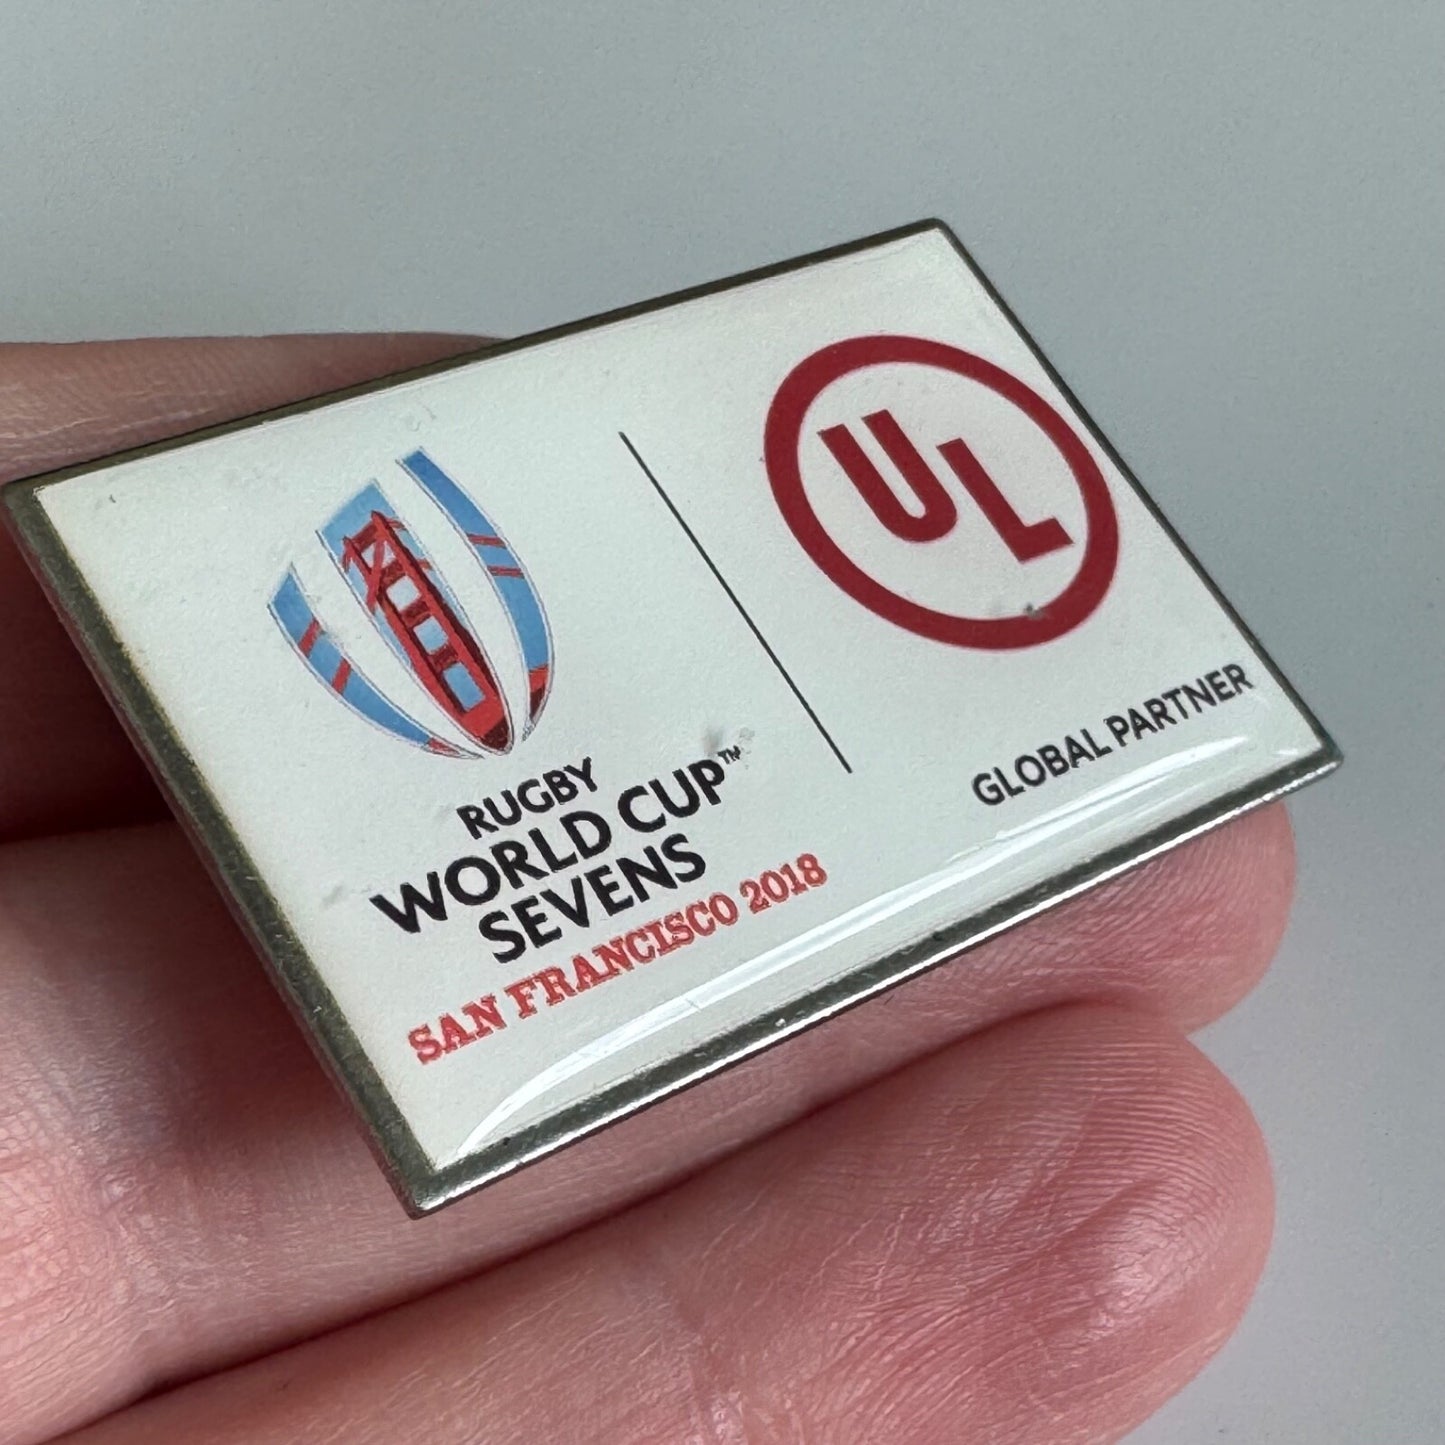 RUGBY
WORLD CUP™
SEVENS
SAN FRANCISCO 2018
UL
GLOBAL PARTNER